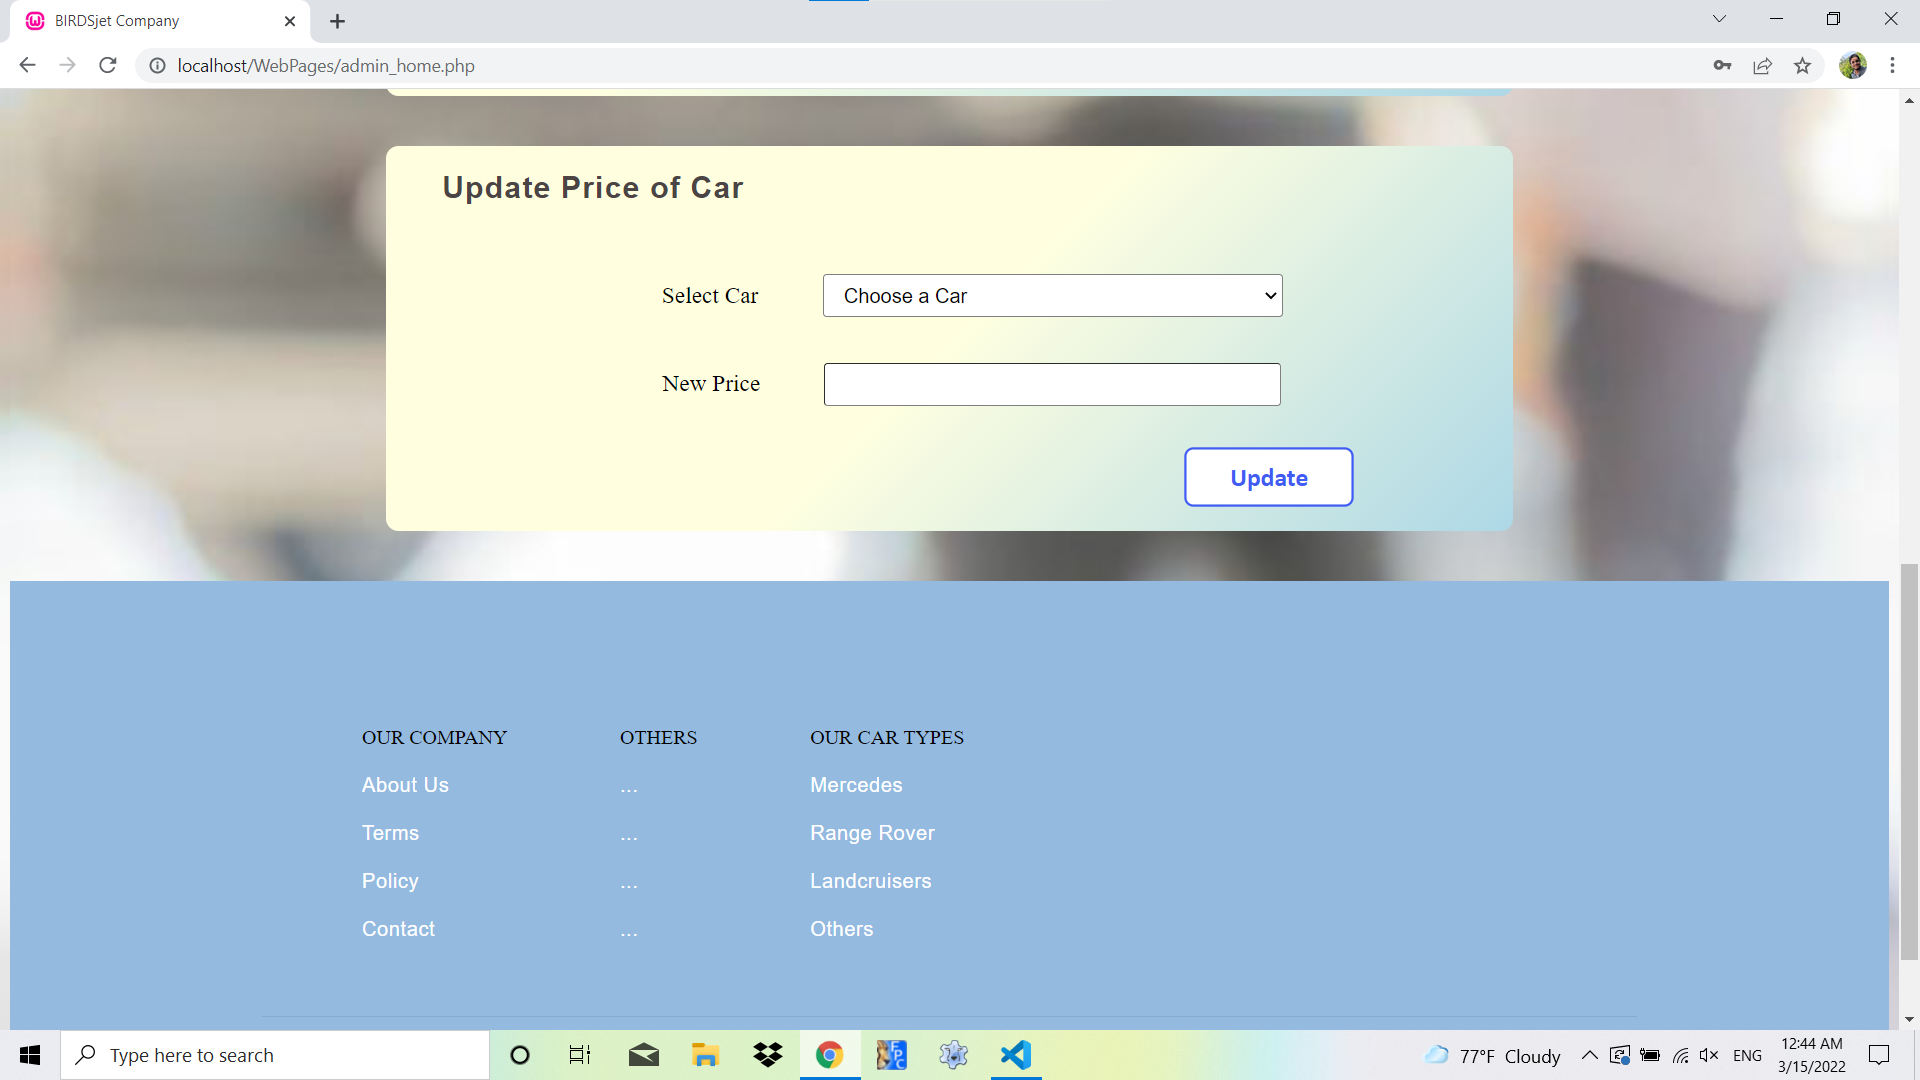 BIRDSjet Company
localhost/WebPages/admin_home.php
Update Price of Car
Select Car
Choose a Car
New Price
Update
OUR COMPANY
About Us
Terms
Policy
Contact
OTHERS
...
...
...
...
OUR CAR TYPES
Mercedes
Range Rover
Landcruisers
Others
Type here to search
FPC
77°F Cloudy
ENG
12:44 AM
3/15/2022